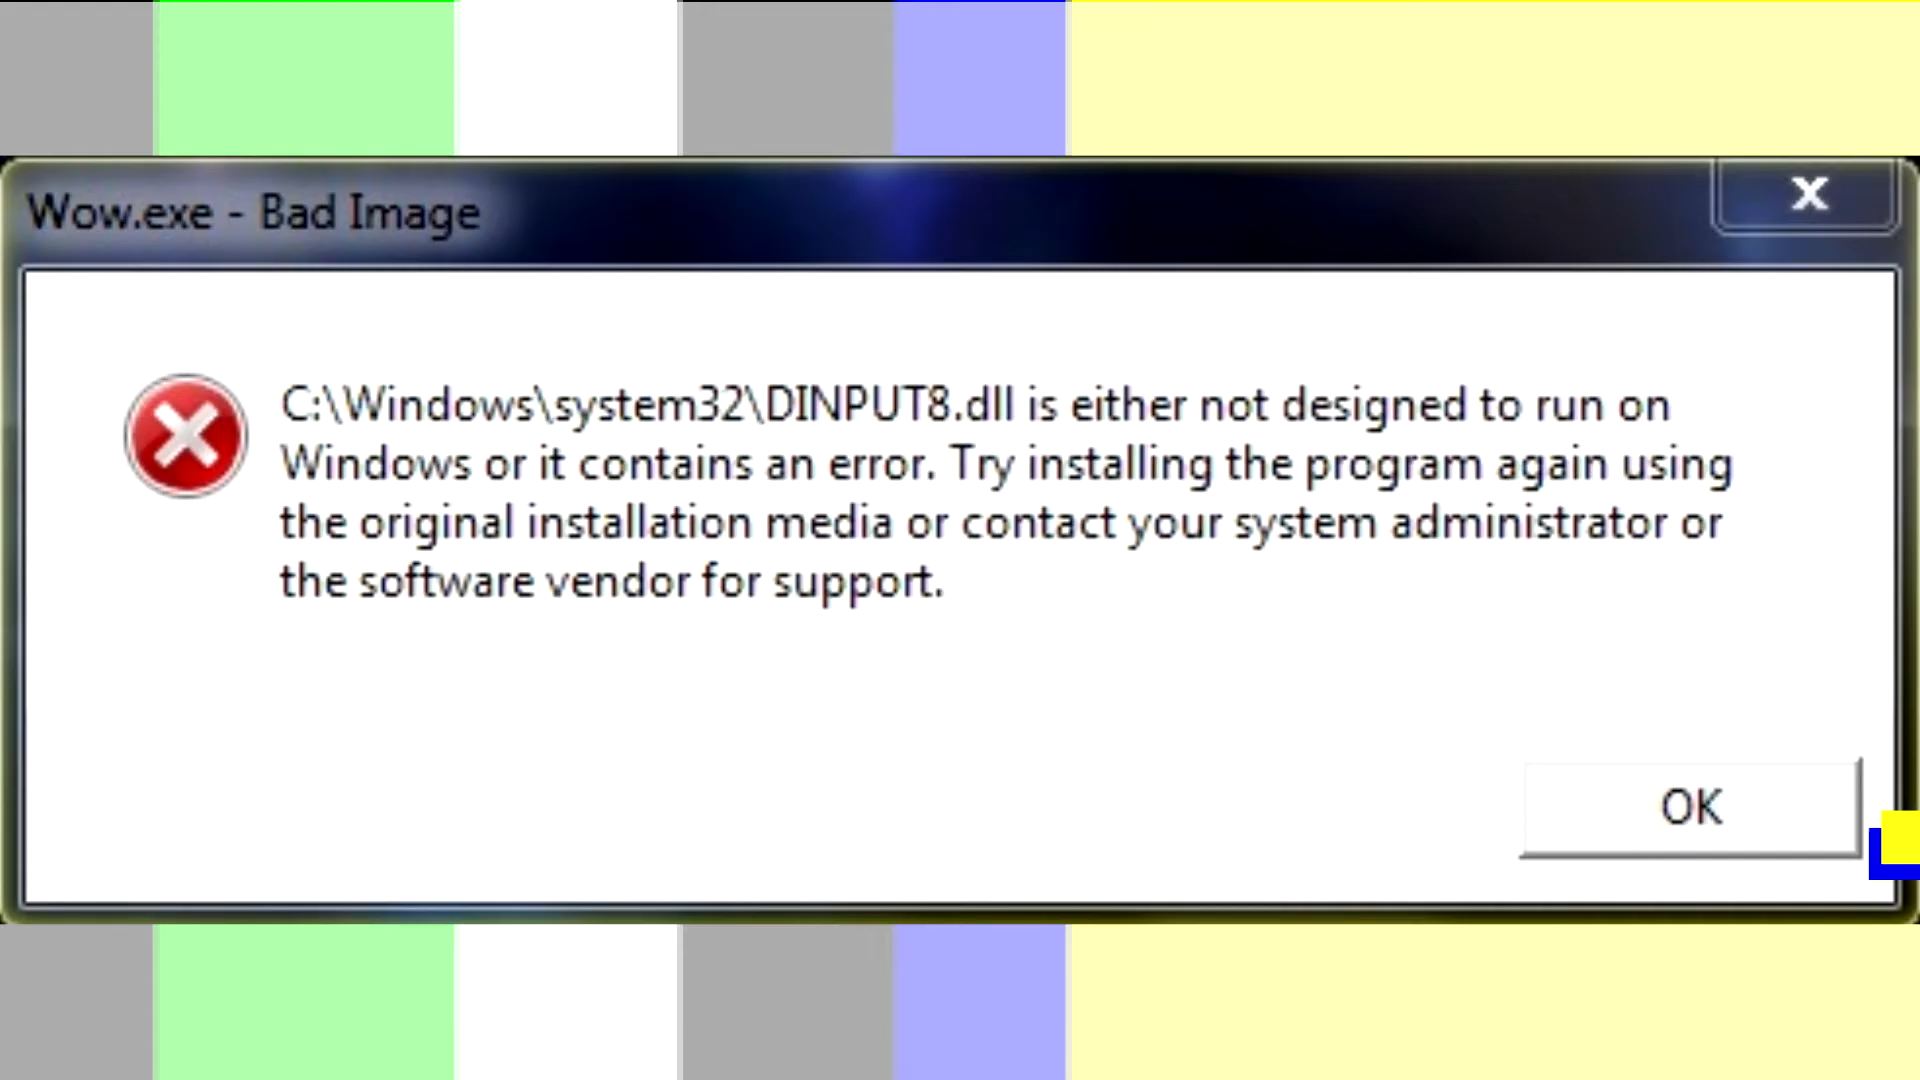 Wow.exe - Bad Image
X
C:\Windows\system32\DINPUT8.dll is either not designed to run on
Windows or it contains an error. Try installing the program again using
the original installation media or contact your system administrator or
the software vendor for support.
OK